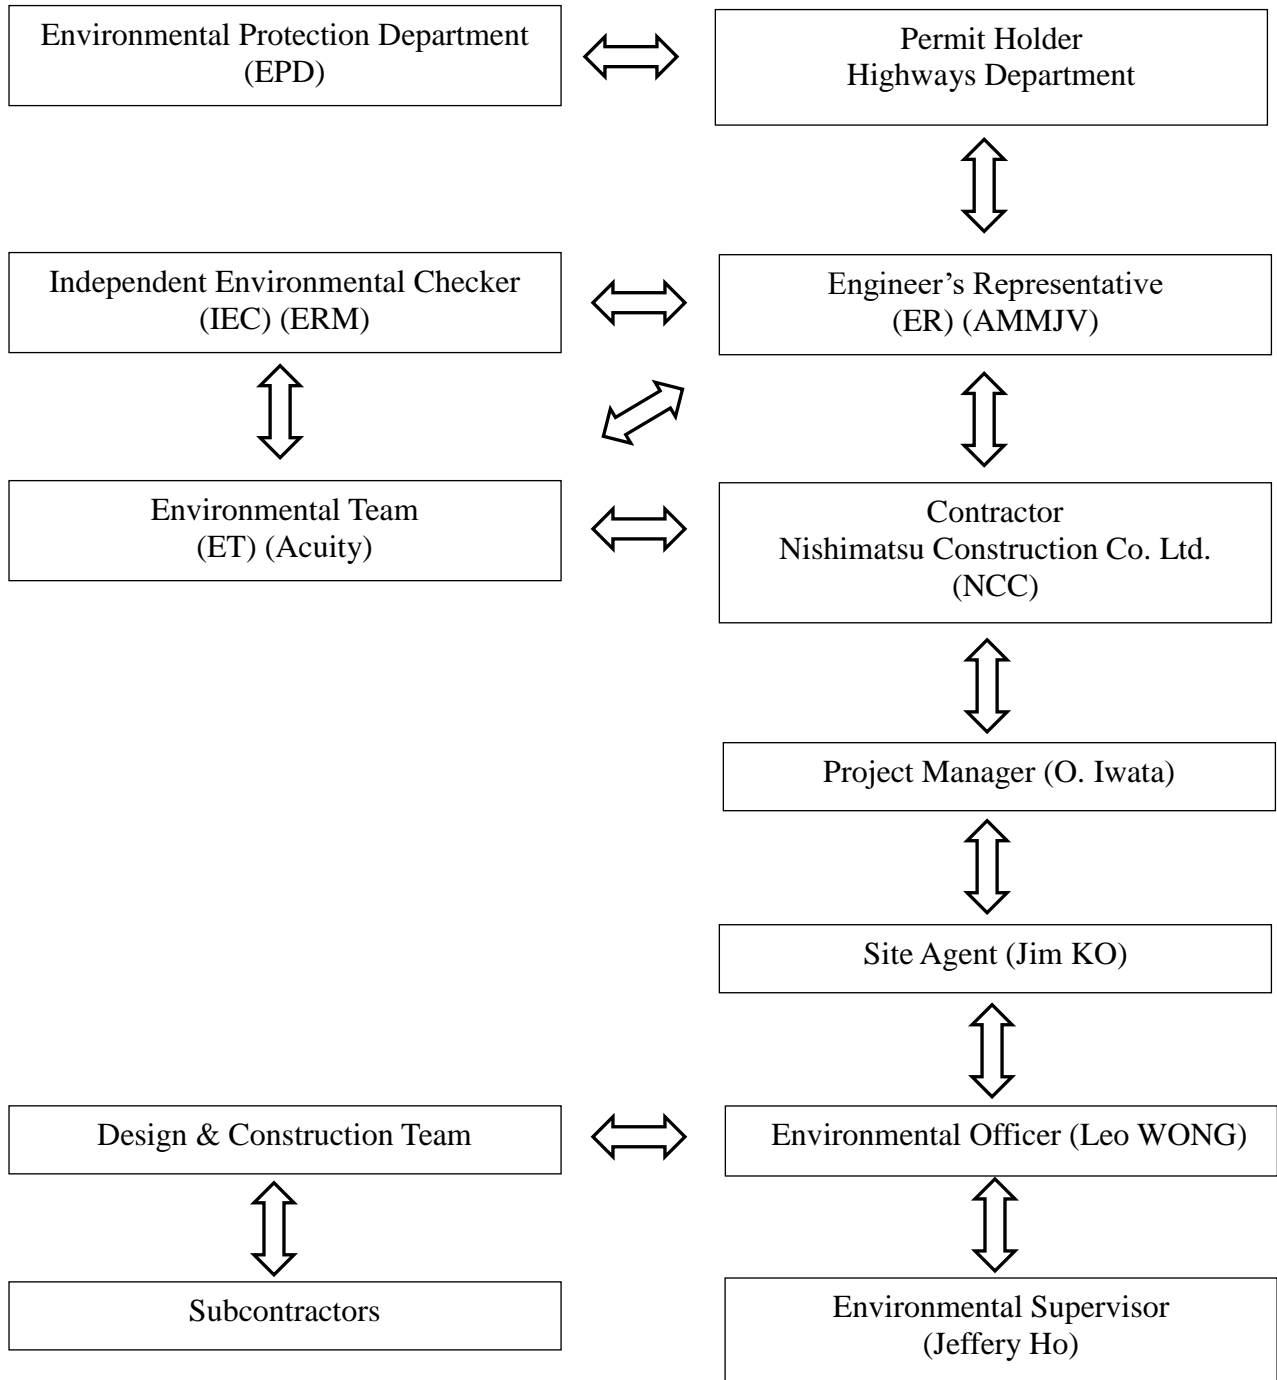 Environmental Protection Department
(EPD)
Permit Holder
Highways Department
Independent Environmental Checker
(IEC) (ERM)
Engineer’s Representative
(ER) (AMMJV)
Environmental Team
(ET) (Acuity)
Contractor
Nishimatsu Construction Co. Ltd.
(NCC)
Project Manager (O. Iwata)
Site Agent (Jim KO)
Design & Construction Team
Environmental Officer (Leo WONG)
Subcontractors
Environmental Supervisor
(Jeffery Ho)